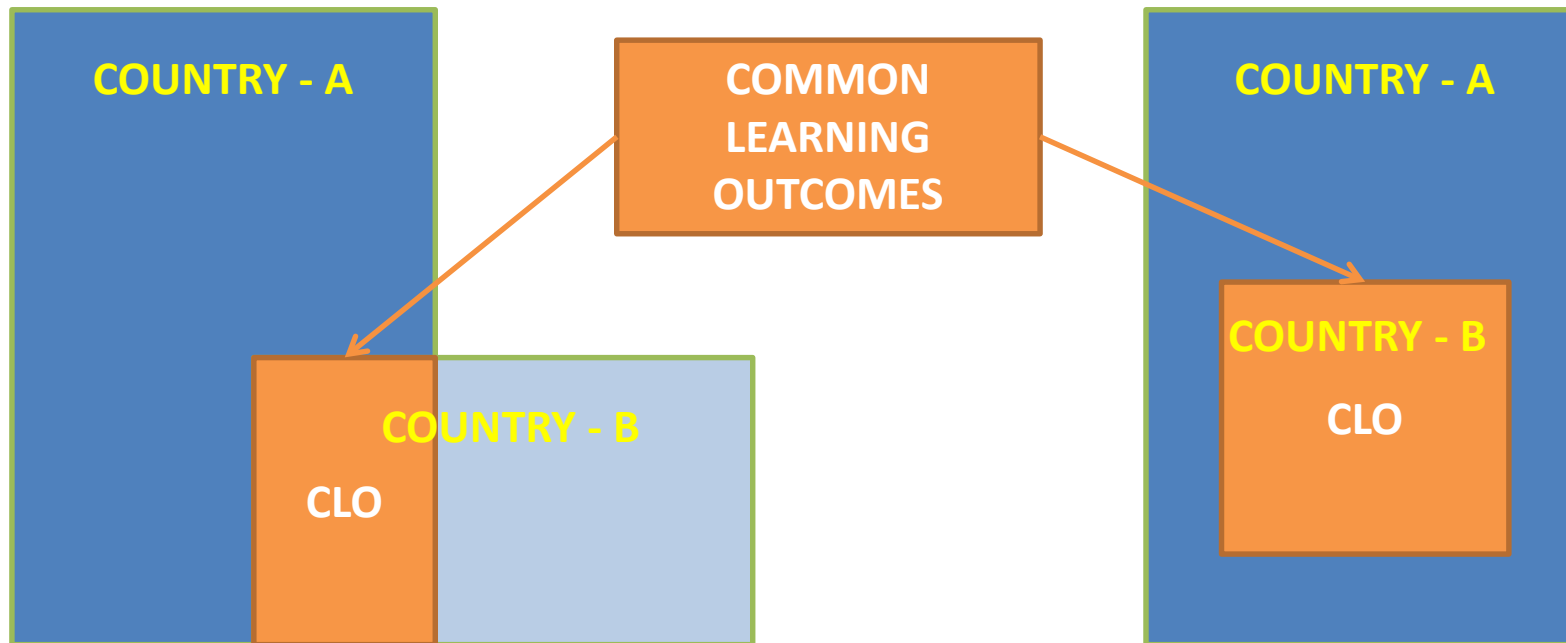 COUNTRY - A
COMMON
LEARNING
OUTCOMES
COUNTRY - A
COUNTRY - B
CLO
COUNTRY - B
CLO